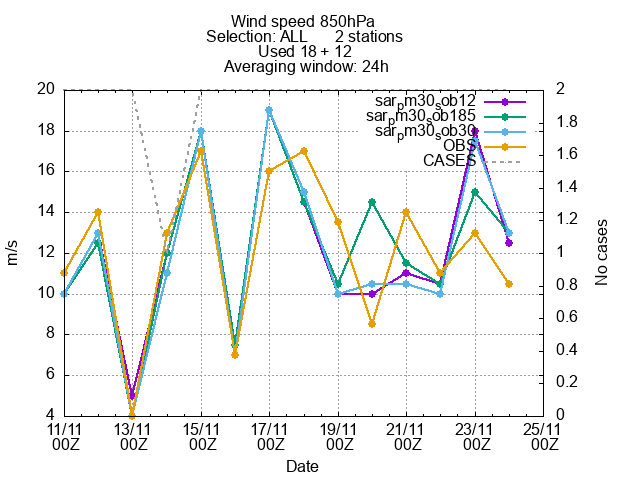 Wind speed 850hPa
Selection: ALL 2 stations
Used 18 + 12
Averaging window: 24h
sarpm30sob12
sarpm30sob185
sarpm30sob30
OBS
CASES
m/s
20
18
16
14
12
10
8
6
4
2
1.8
1.6
1.4
1.2
1
0.8
0.6
0.4
0.2
0
No cases
11/11 13/11 15/11 17/11 19/11 21/11 23/11 25/11
00Z 00Z 00Z 00Z 00Z 00Z 00Z 00Z
Date